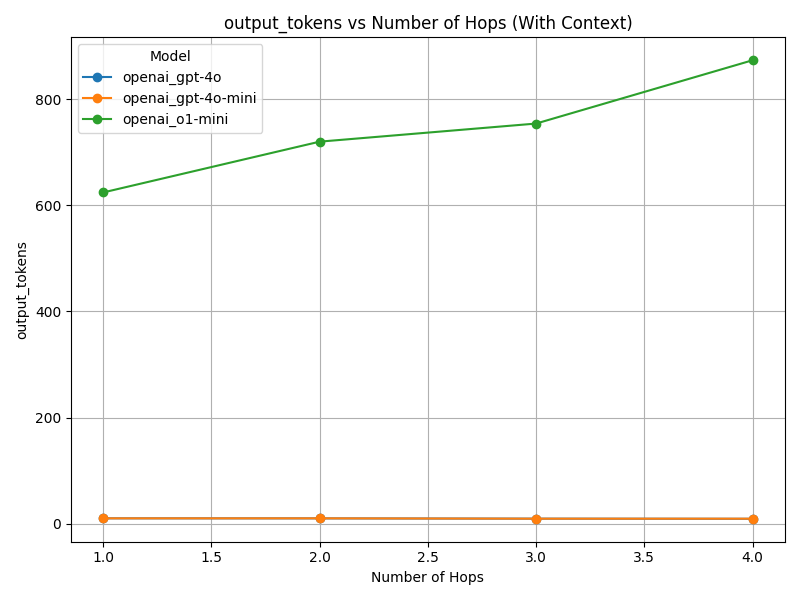 output_tokens vs Number of Hops (With Context)
Model
openai_gpt-4o
openai_gpt-4o-mini
openai_o1-mini
output_tokens
800
600
400
200
0
1.0 1.5 2.0 2.5 3.0 3.5 4.0
Number of Hops